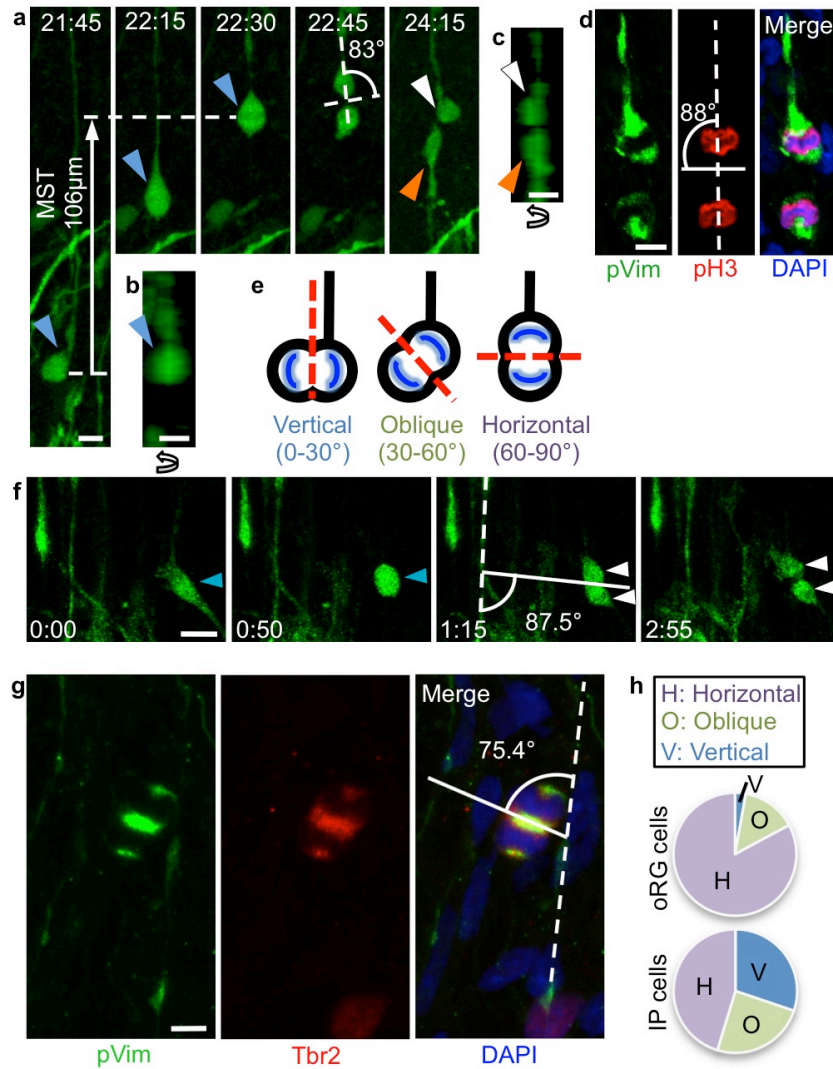 a
21:45
22:15
22:30
22:45
24:15
83°
MST
106µm
b
c
d
Merge
88°
pVim
pH3
DAPI
e
Vertical
(0-30°)
Oblique
(30-60°)
Horizontal
(60-90°)
f
0:00
0:50
1:15
87.5°
2:55
g
Merge
75.4°
pVim
Tbr2
DAPI
h
H: Horizontal
O: Oblique
V: Vertical
oRG cells
V
O
H
IP cells
H
V
O